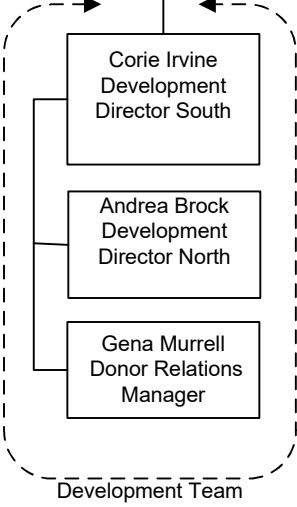 Corie Irvine
Development
Director South
Andrea Brock
Development
Director North
Gena Murrell
Donor Relations
Manager
Development Team